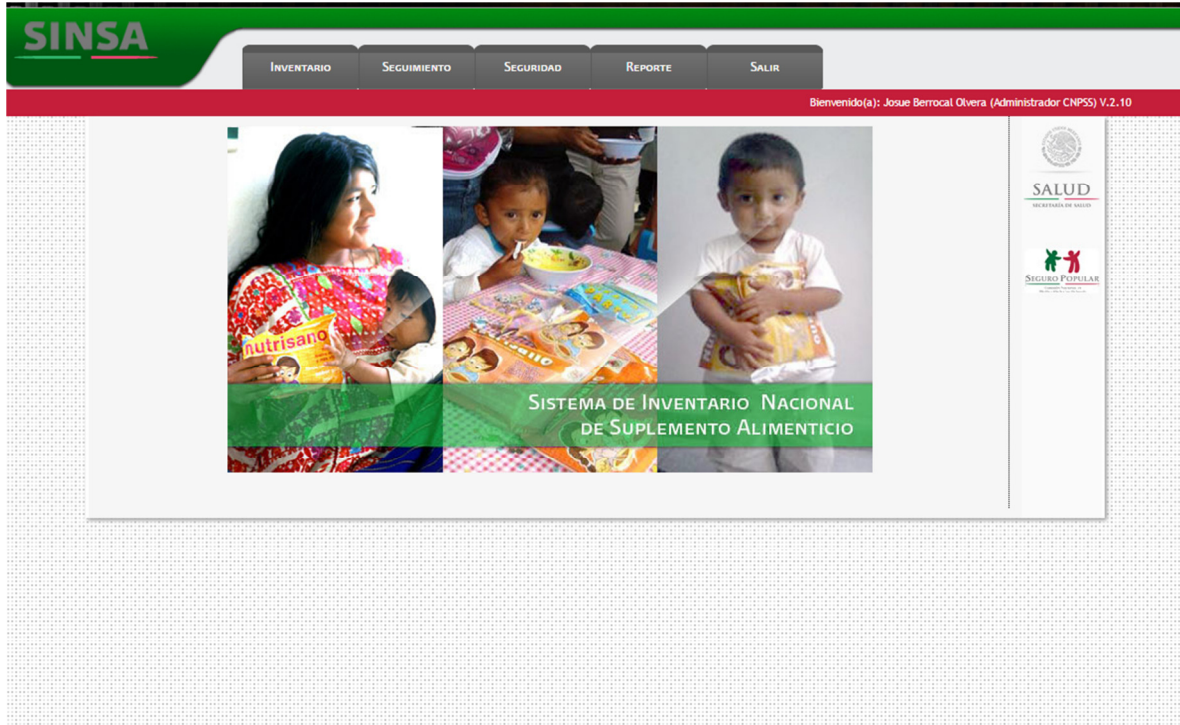 SINSA
INVENTARIO
SEGUIMIENTO
SEGURIDAD
REPORTE
SALIR
Bienvenido(a): Josue Berrocal Olvera (Administrador CNPSS) V.2.10
nutrisano
SISTEMA DE INVENTARIO NACIONAL
DE SUPLEMENTO ALIMENTICIO
SALUD
SECRETARÍA DE SALUD
SEGURO POPULAR